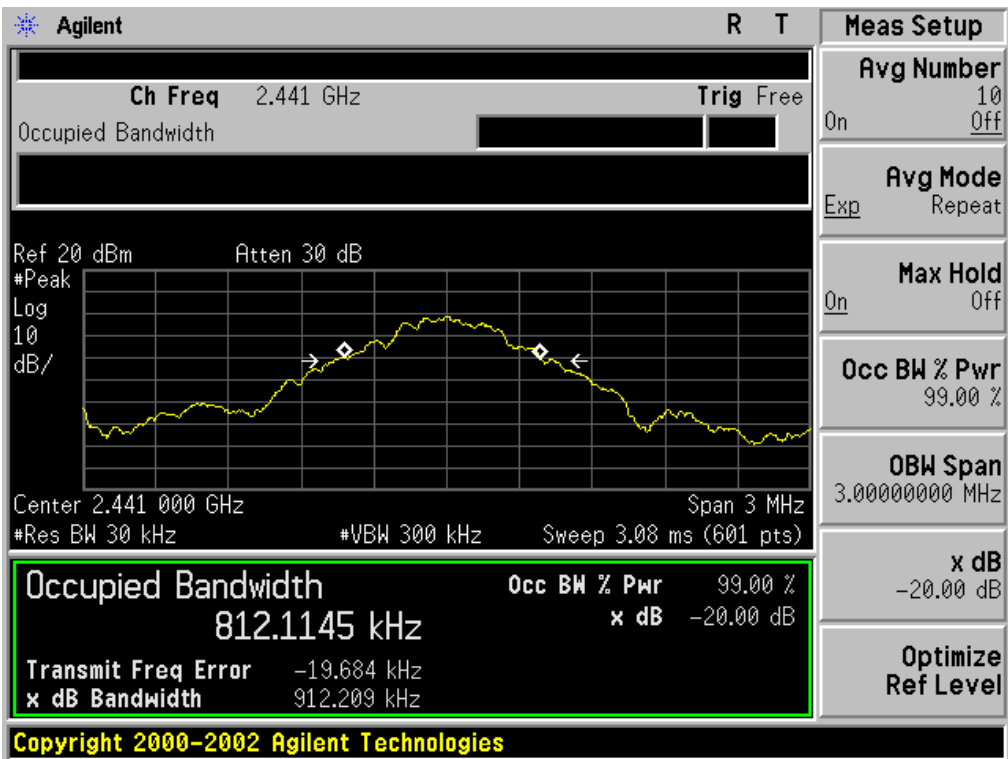 Agilent R T Meas Setup
Ch Freq 2.441 GHz Trig Free
Occupied Bandwidth
Avg Number
10
On Off
Avg Mode
Exp Repeat
Max Hold
On Off
Occ BW % Pwr
99.00 %
OBW Span
3.00000000 MHz
x dB
-20.00 dB
Optimize
Ref Level
Ref 20 dBm Atten 30 dB
#Peak
Log
10
dB/
Center 2.441 000 GHz Span 3 MHz
#Res BW 30 kHz #VBW 300 kHz Sweep 3.08 ms (601 pts)
Occupied Bandwidth Occ BW % Pwr 99.00 %
812.1145 kHz x dB -20.00 dB
Transmit Freq Error -19.684 kHz
x dB Bandwidth 912.209 kHz
Copyright 2000-2002 Agilent Technologies